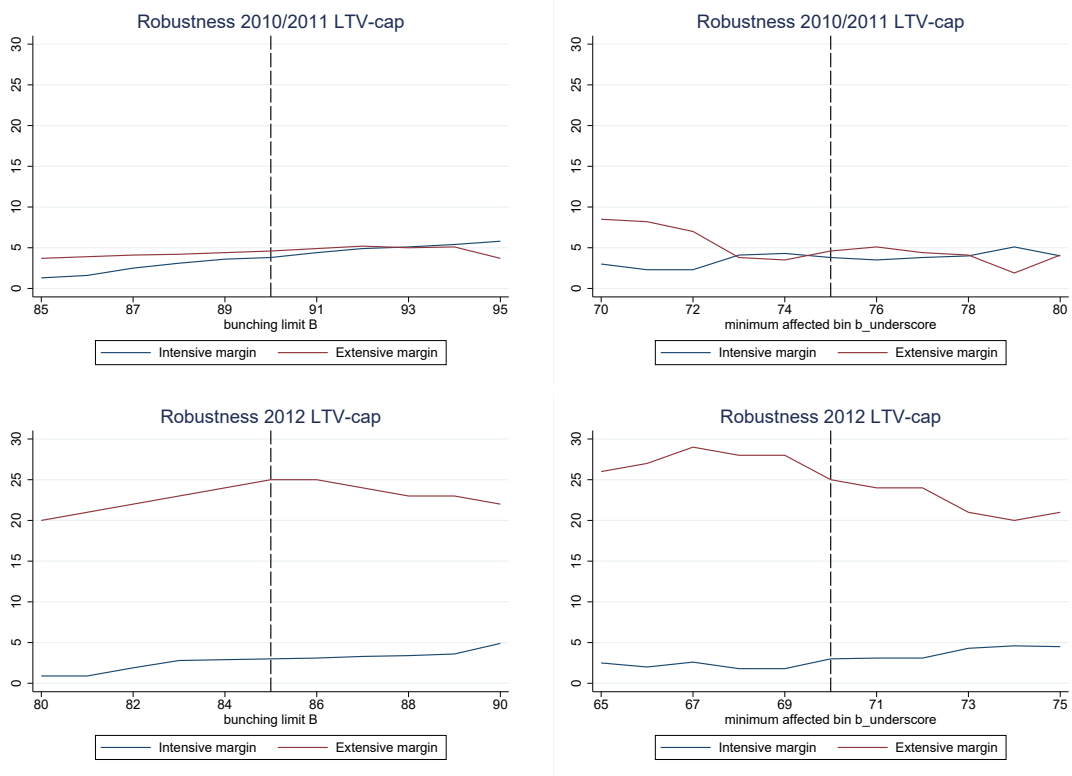 Robustness 2010/2011 LTV-cap
30
25
20
15
10
5
0
85 87 89 91 93 95
bunching limit B
Intensive margin Extensive margin
Robustness 2010/2011 LTV-cap
30
25
20
15
10
5
0
70 72 74 76 78 80
minimum affected bin b_underscore
Intensive margin Extensive margin
Robustness 2012 LTV-cap
30
25
20
15
10
5
0
80 82 84 86 88 90
bunching limit B
Intensive margin Extensive margin
Robustness 2012 LTV-cap
30
25
20
15
10
5
0
65 67 69 71 73 75
minimum affected bin b_underscore
Intensive margin Extensive margin